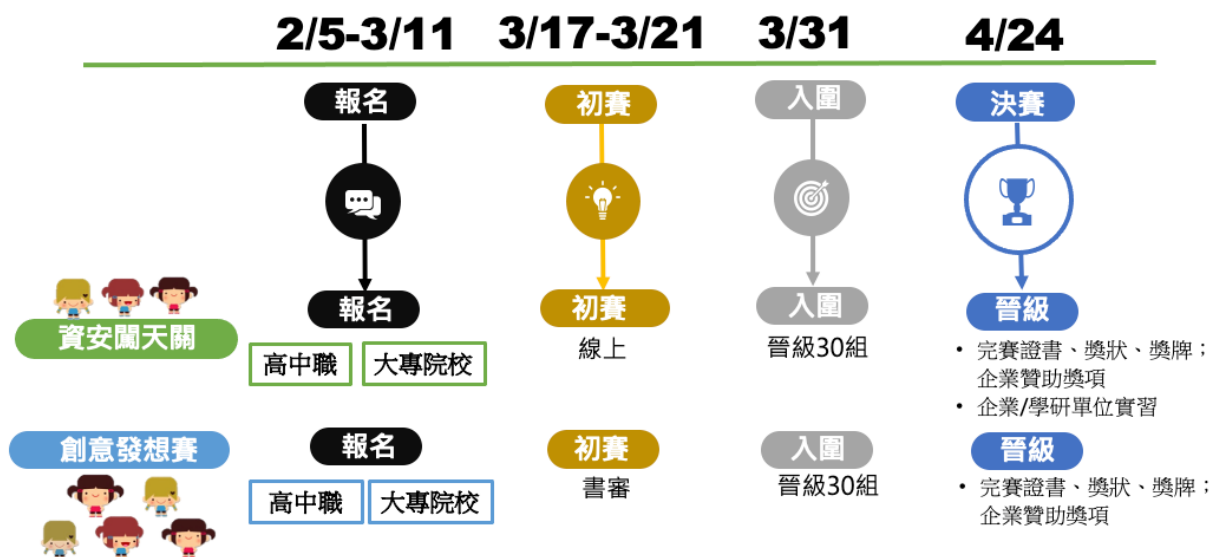 2/5-3/11 3/17-3/21 3/31 4/24
報名 初賽 入圍 決賽
資安闖天關
報名 初賽 入圍 晉級
高中職 大專院校 線上 晉級30組
• 完賽證書、獎狀、獎牌；
企業贊助獎項
• 企業/學研單位實習
創意發想賽
報名 初賽 入圍 晉級
高中職 大專院校 書審 晉級30組
• 完賽證書、獎狀、獎牌；
企業贊助獎項